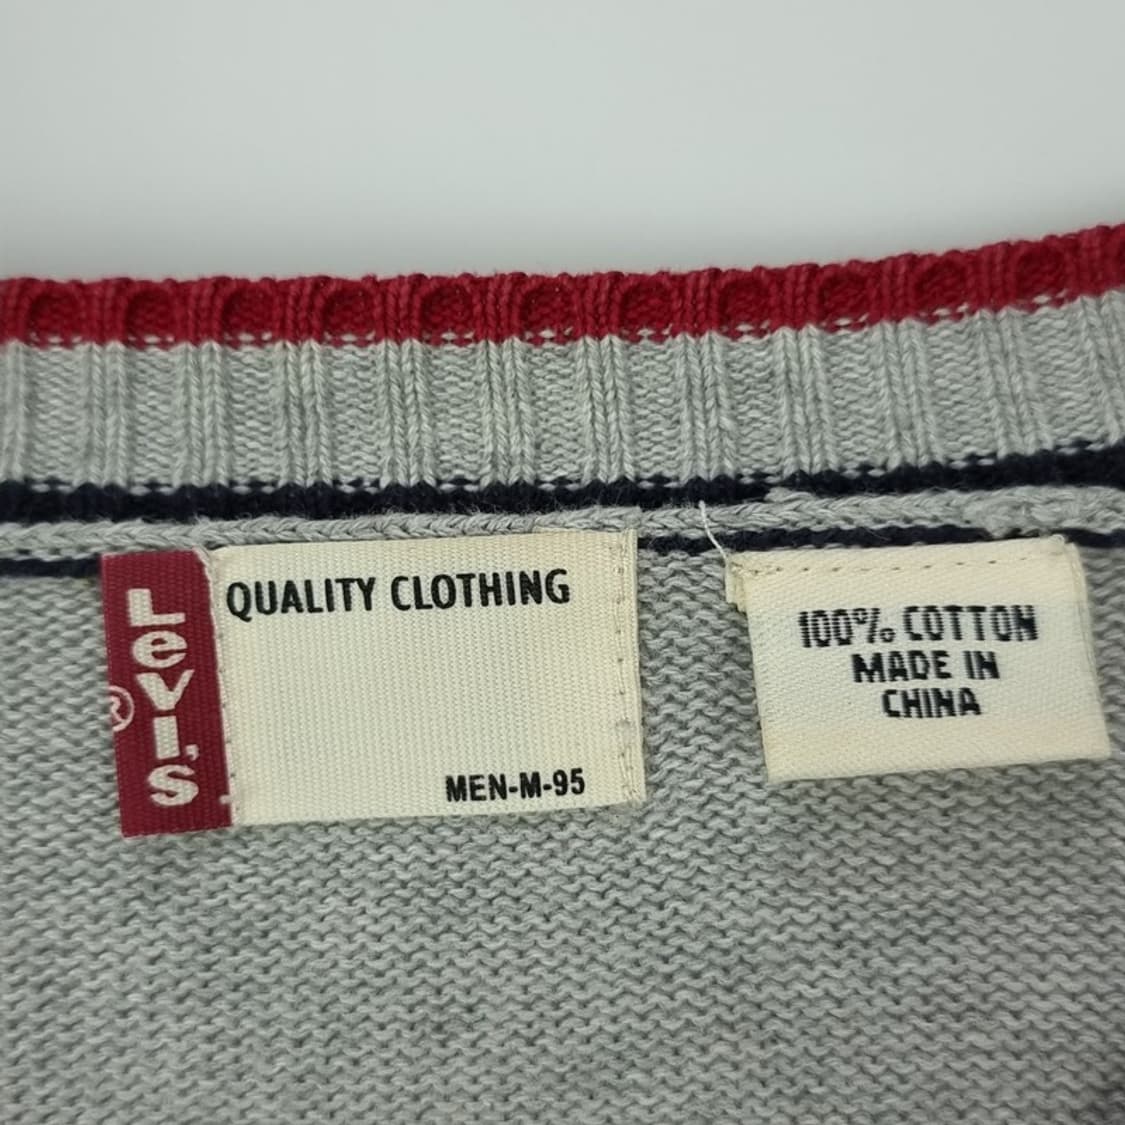 Levi's
®
QUALITY CLOTHING
MEN-M-95
100% COTTON
MADE IN
CHINA